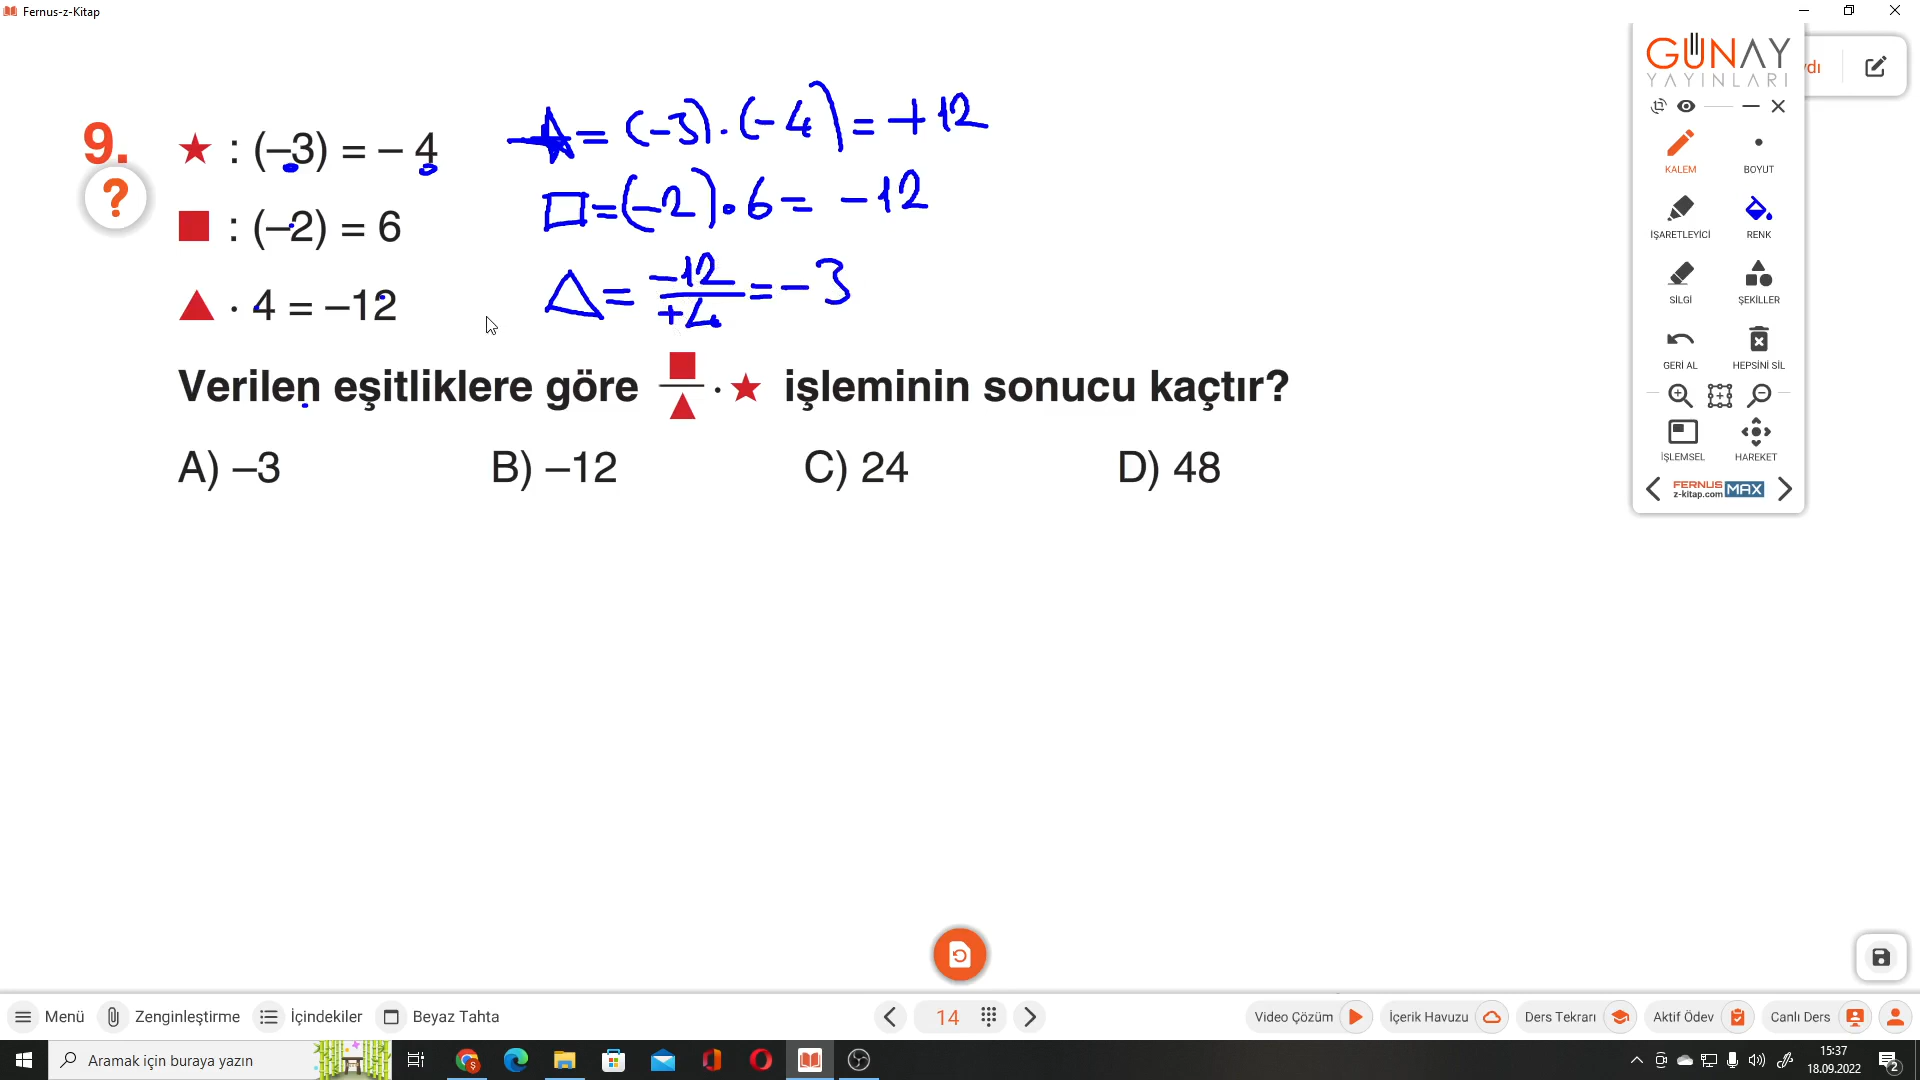 Fernus-z-Kitap
GÜNAY
YAYINLARI
ydı
9. ★ : (–3) = – 4
= (-3).(-4) = +12
?
■ : (–2) = 6
□ = (-2).6 = -12
▲ · 4 = –12
△ = -12/+4 = -3
Verilen eşitliklere göre ■/▲ · ★ işleminin sonucu kaçtır?
A) –3 B) –12 C) 24 D) 48
KALEM BOYUT
İŞARETLEYİCİ RENK
SİLGİ ŞEKİLLER
GERİ AL HEPSİNİ SİL
İŞLEMSEL HAREKET
FERNUS
z-kitap.com MAX
Menü Zenginleştirme İçindekiler Beyaz Tahta 14 Video Çözüm İçerik Havuzu Ders Tekrarı Aktif Ödev Canlı Ders
Aramak için buraya yazın
15:37
18.09.2022
2